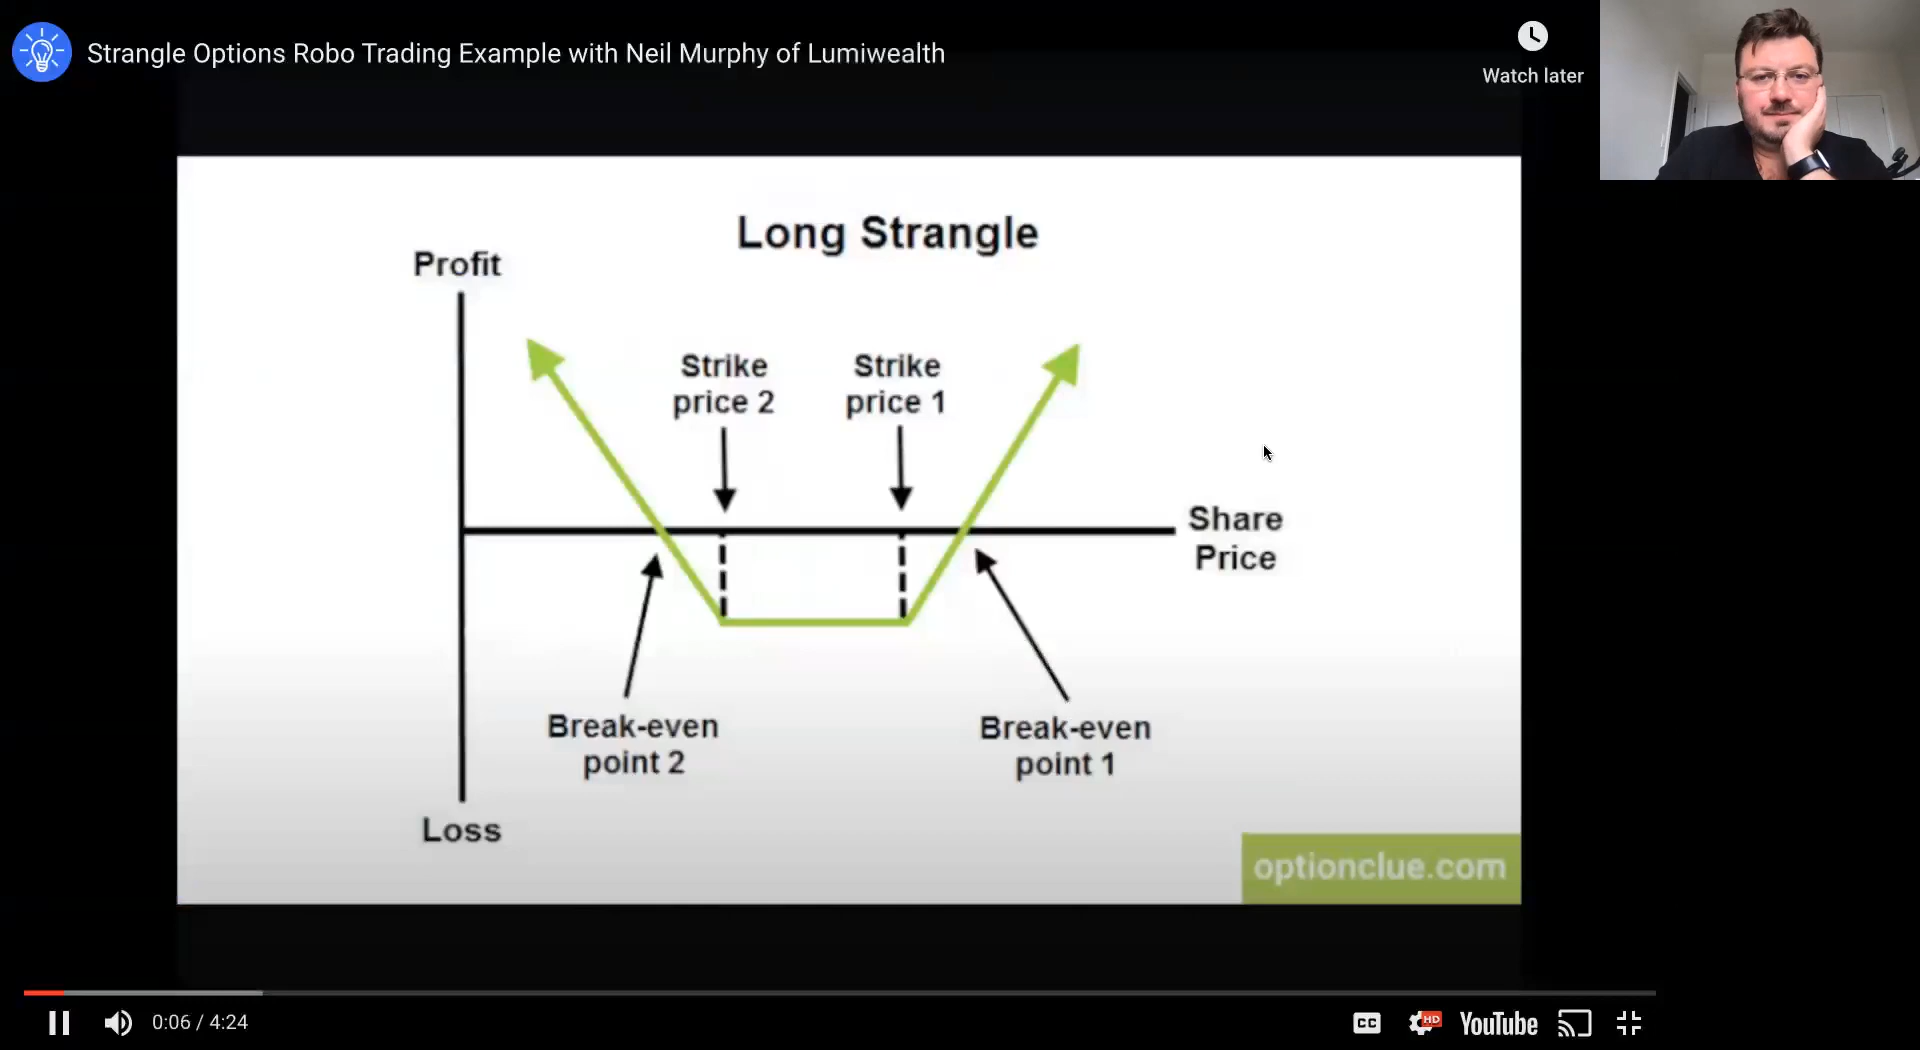 Strangle Options Robo Trading Example with Neil Murphy of Lumiwealth
Watch later
Long Strangle
Profit
Strike
price 2
Strike
price 1
Share
Price
Break-even
point 2
Break-even
point 1
Loss
optionclue.com
0:06 / 4:24
CC
HD
YouTube